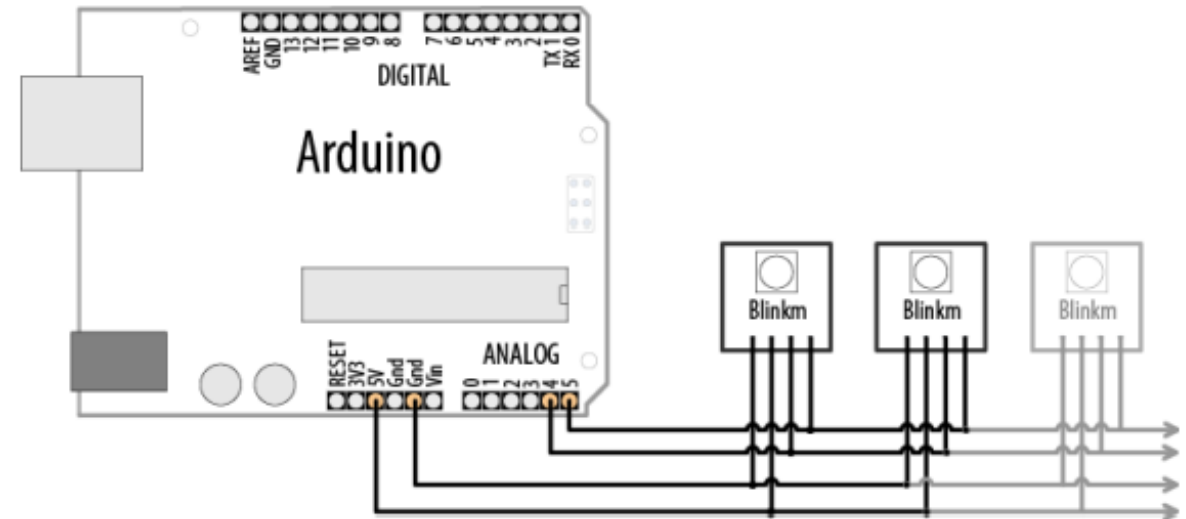 AREF GND 13 12 11 10 9 8 7 6 5 4 3 2 TX 1 RX 0
DIGITAL
Arduino
Blinkm Blinkm Blinkm
ANALOG
RESET 3V3 5V Gnd Gnd Vin 0 1 2 3 4 5